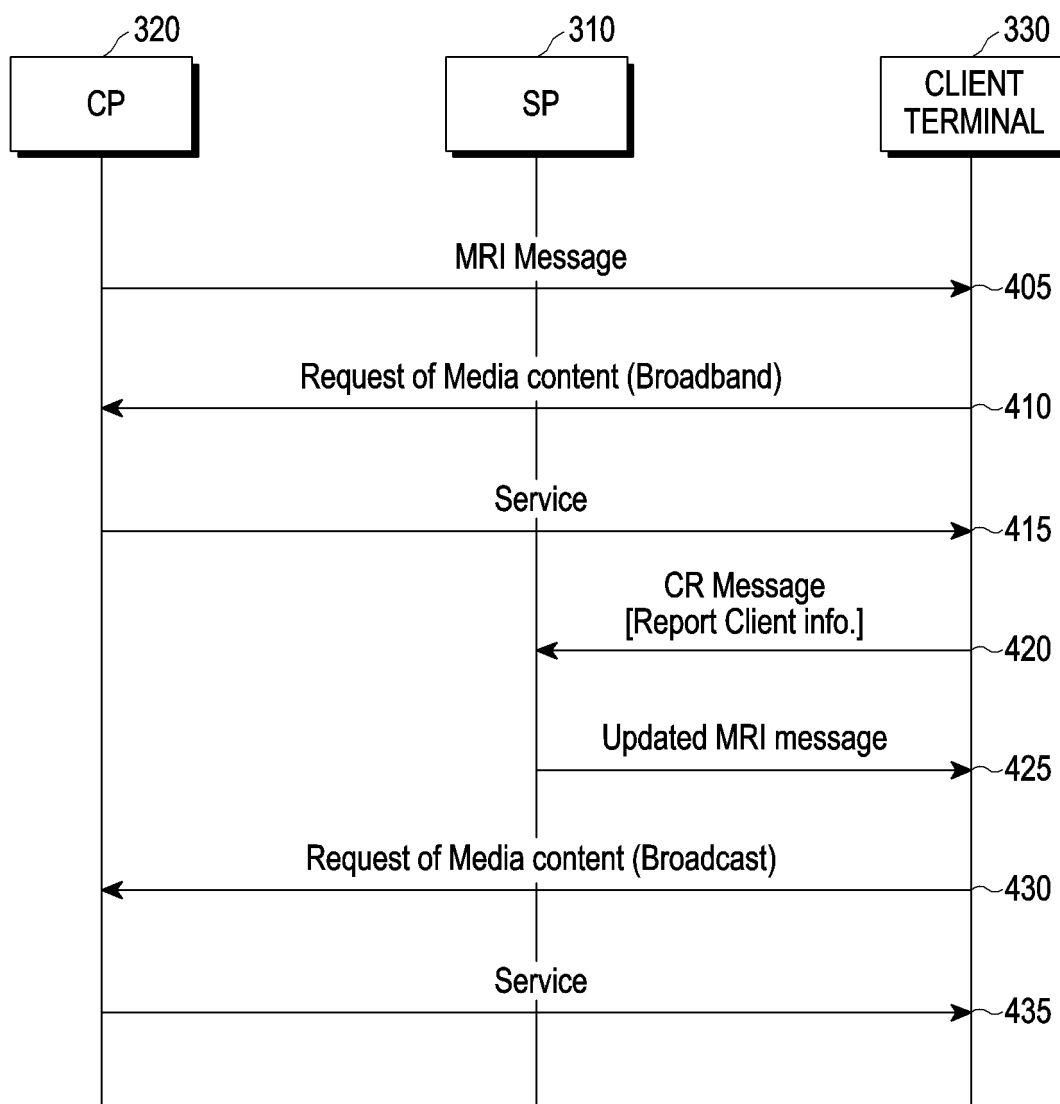 320
310
330
CP
SP
CLIENT
TERMINAL
MRI Message
405
Request of Media content (Broadband)
410
Service
415
CR Message
[Report Client info.]
420
Updated MRI message
425
Request of Media content (Broadcast)
430
Service
435